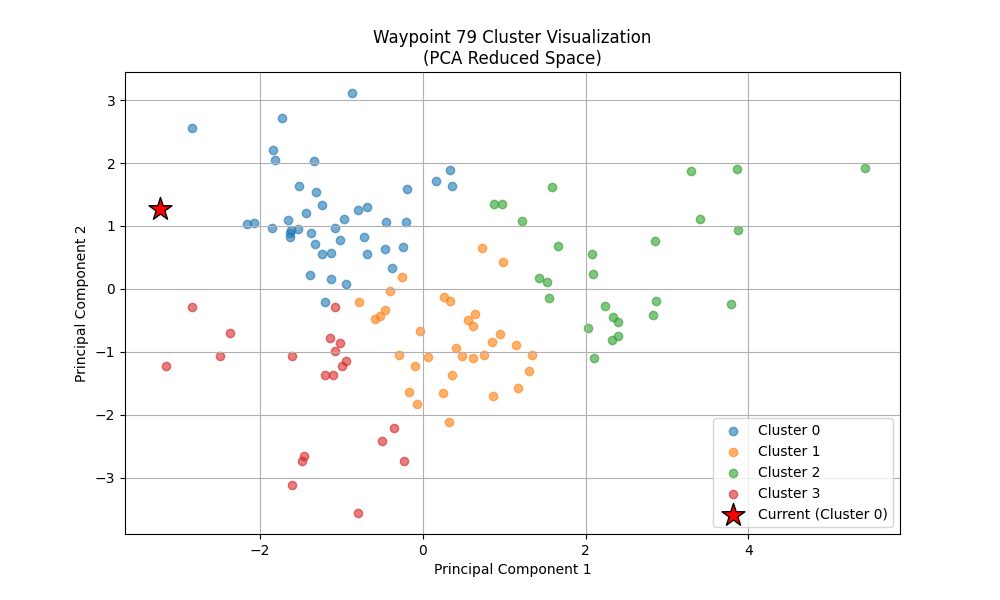 Waypoint 79 Cluster Visualization
(PCA Reduced Space)
Principal Component 2
3
2
1
0
−1
−2
−3
−2
0
2
4
Principal Component 1
Cluster 0
Cluster 1
Cluster 2
Cluster 3
Current (Cluster 0)